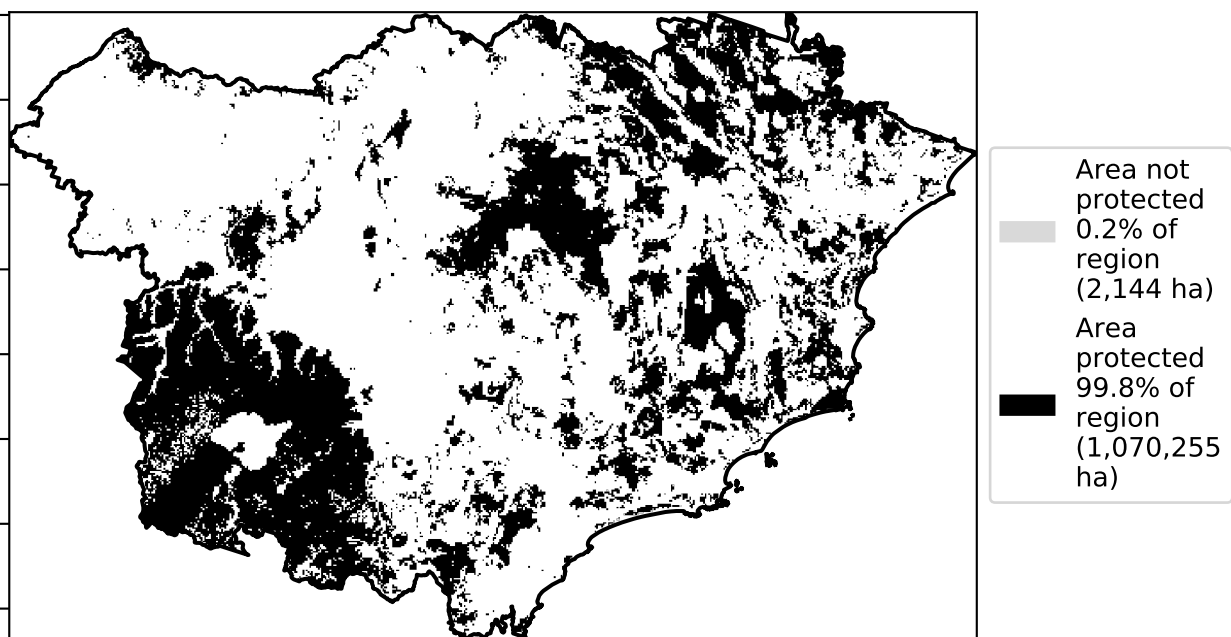 Area not
protected
0.2% of
region
(2,144 ha)
Area
protected
99.8% of
region
(1,070,255
ha)